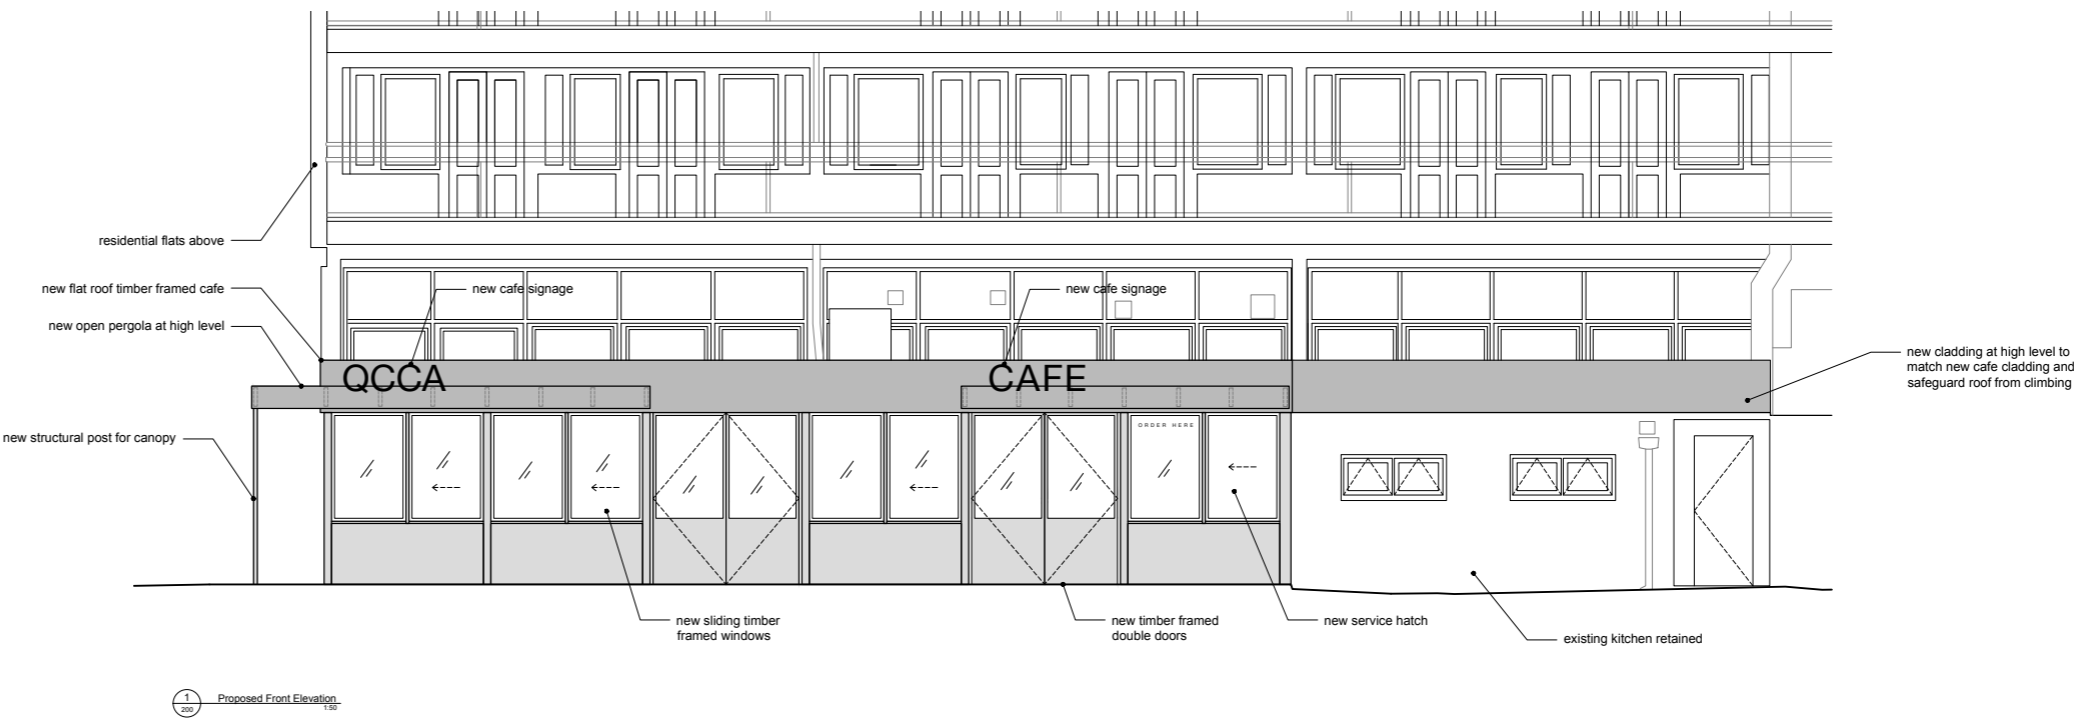 residential flats above
new flat roof timber framed cafe
new cafe signage
new cafe signage
new open pergola at high level
new cladding at high level to
match new cafe cladding and
safeguard roof from climbing
QCCA
CAFE
new structural post for canopy
ORDER HERE
new sliding timber
framed windows
new timber framed
double doors
new service hatch
existing kitchen retained
1
200
Proposed Front Elevation
1:50